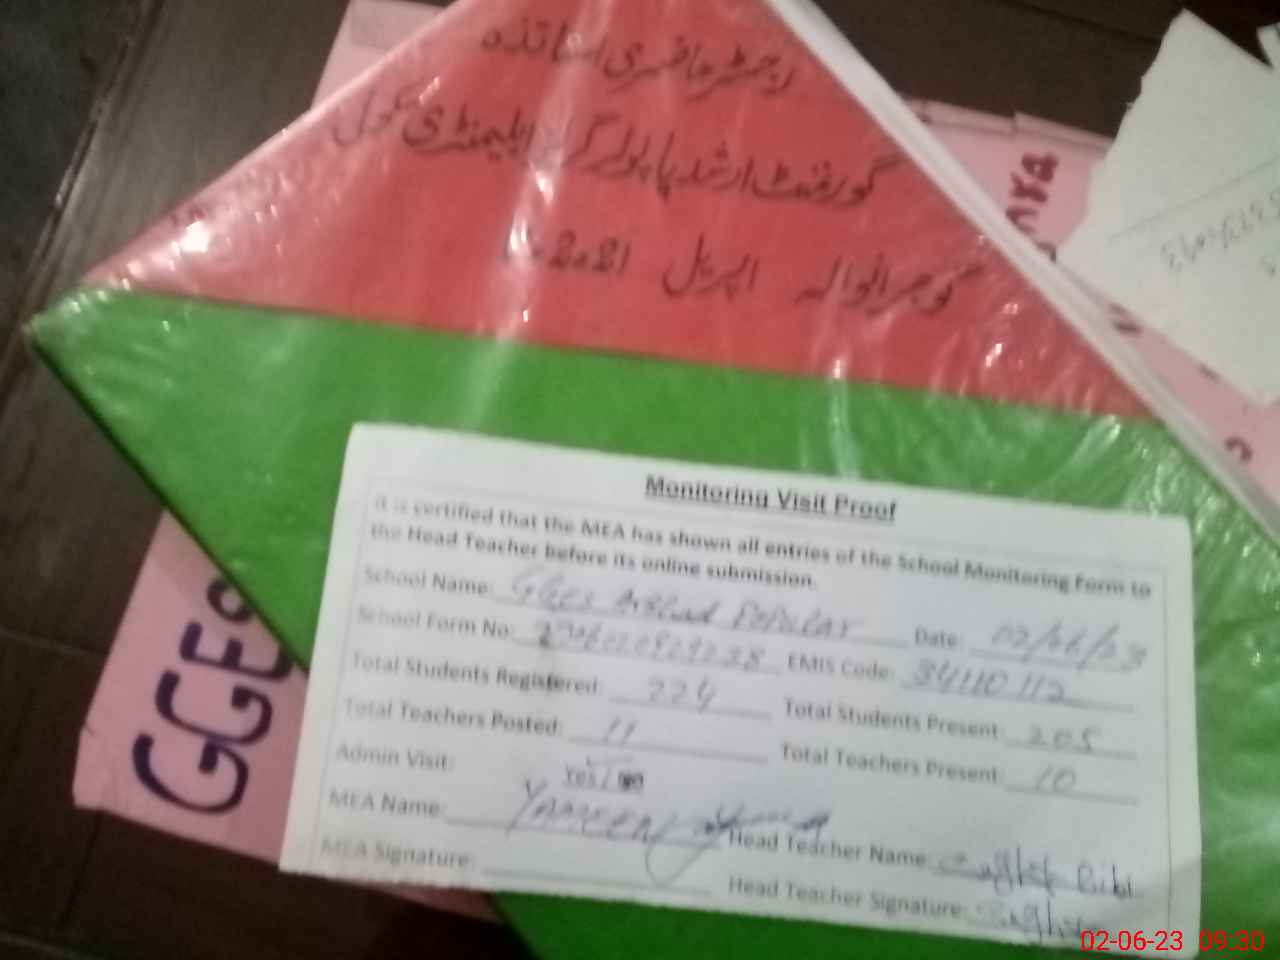 رجسٹر حاضری اساتذہ
گورنمنٹ ارشد پاپولر گرلز ایلیمنٹری سکول
گوجرانوالہ اپریل 2021
GGES
Monitoring Visit Proof
It is certified that the MEA has shown all entries of the School Monitoring Form to
the Head Teacher before its online submission.
School Name: GGES Arshad Popular Date: 02/06/23
School Form No: EMIS Code: 34110112
Total Students Registered: 224 Total Students Present: 205
Total Teachers Posted: 11 Total Teachers Present: 10
Admin Visit: Yes/No
MEA Name: YAMEEN Head Teacher Name: Bibi
MEA Signature: Head Teacher Signature:
02-06-23 09:30